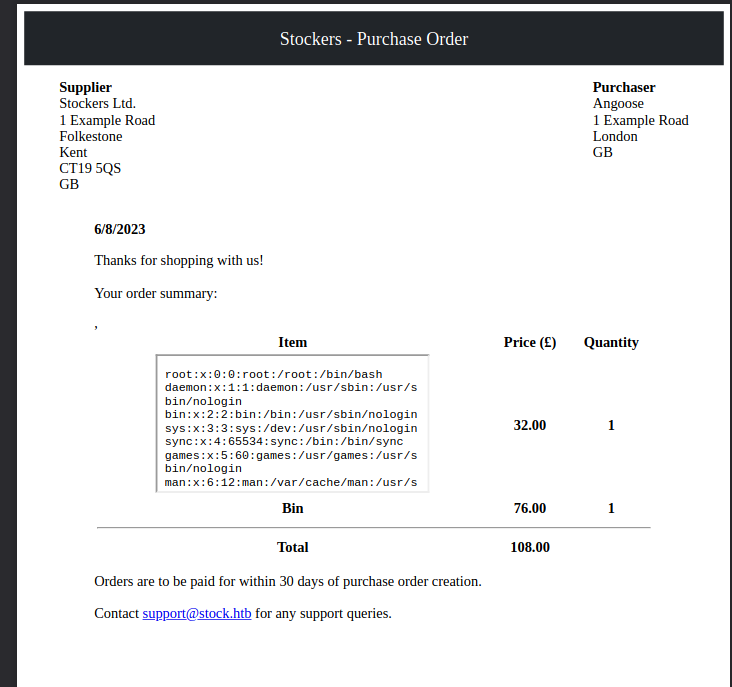 Stockers - Purchase Order
Supplier
Stockers Ltd.
1 Example Road
Folkestone
Kent
CT19 5QS
GB
Purchaser
Angoose
1 Example Road
London
GB
6/8/2023
Thanks for shopping with us!
Your order summary:
,
Item Price (£) Quantity
root:x:0:0:root:/root:/bin/bash
daemon:x:1:1:daemon:/usr/sbin:/usr/s
bin/nologin
bin:x:2:2:bin:/bin:/usr/sbin/nologin
sys:x:3:3:sys:/dev:/usr/sbin/nologin
sync:x:4:65534:sync:/bin:/bin/sync
games:x:5:60:games:/usr/games:/usr/s
bin/nologin
man:x:6:12:man:/var/cache/man:/usr/s
32.00 1
Bin 76.00 1
Total 108.00
Orders are to be paid for within 30 days of purchase order creation.
Contact support@stock.htb for any support queries.